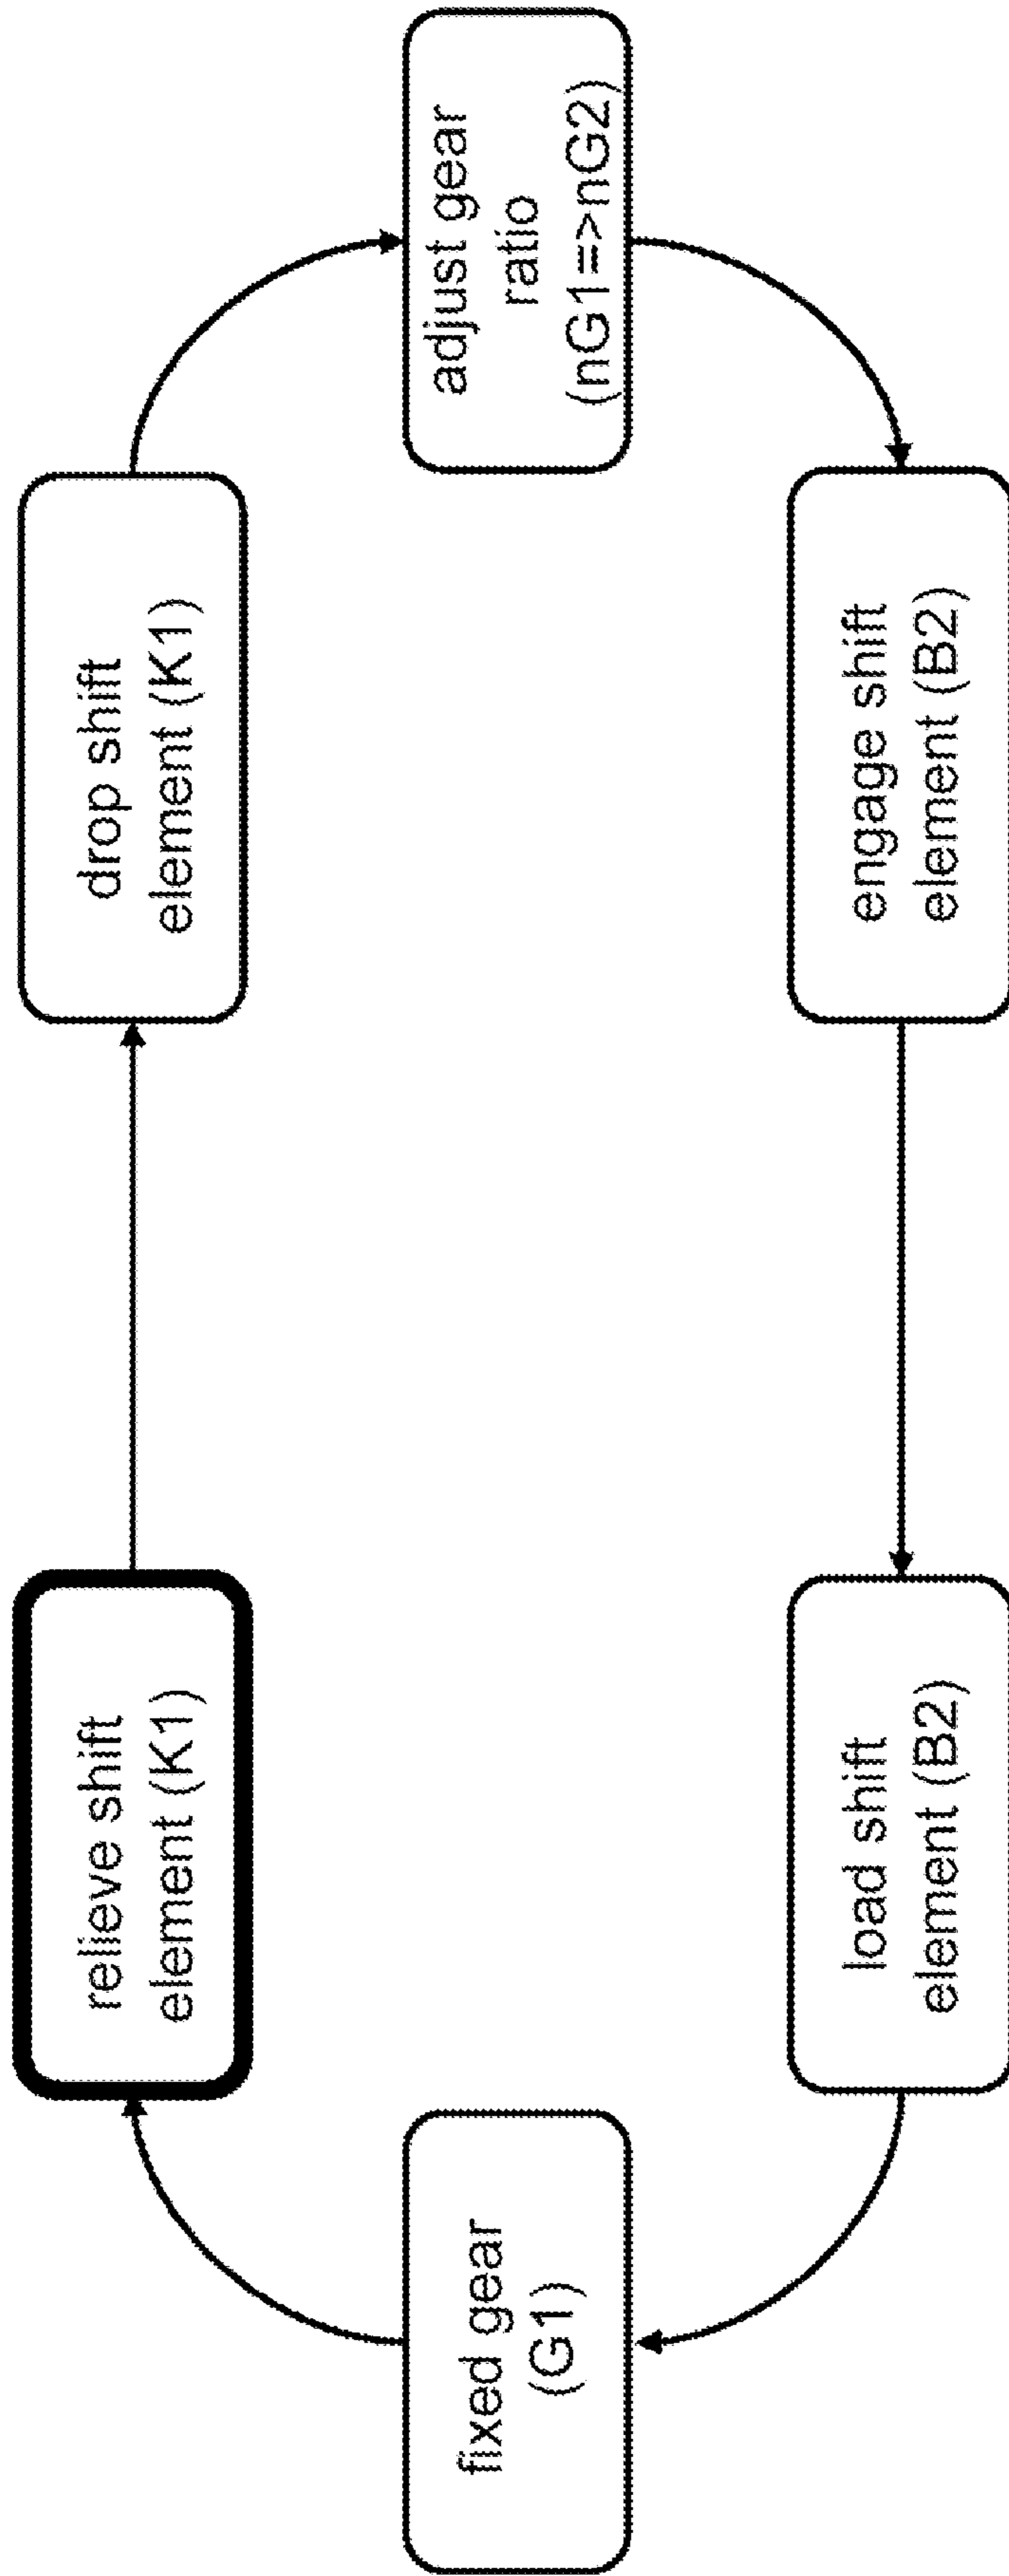 fixed gear
(G1)
relieve shift
element (K1)
drop shift
element (K1)
adjust gear
ratio
(nG1=>nG2)
engage shift
element (B2)
load shift
element (B2)